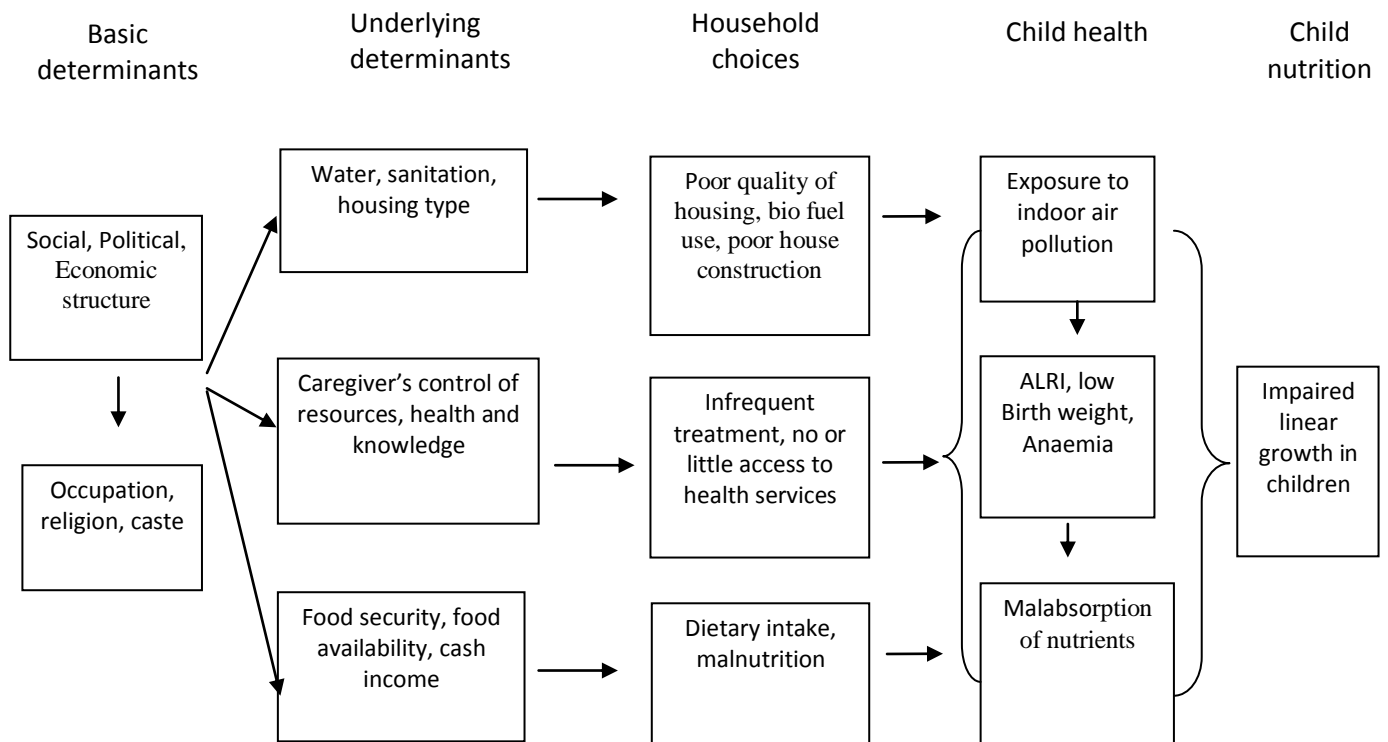 Basic
determinants
Underlying
determinants
Household
choices
Child health
Child
nutrition
Social, Political,
Economic
structure
Occupation,
religion, caste
Water, sanitation,
housing type
Caregiver’s control of
resources, health and
knowledge
Food security, food
availability, cash
income
Poor quality of
housing, bio fuel
use, poor house
construction
Infrequent
treatment, no or
little access to
health services
Dietary intake,
malnutrition
Exposure to
indoor air
pollution
ALRI, low
Birth weight,
Anaemia
Malabsorption
of nutrients
Impaired
linear
growth in
children